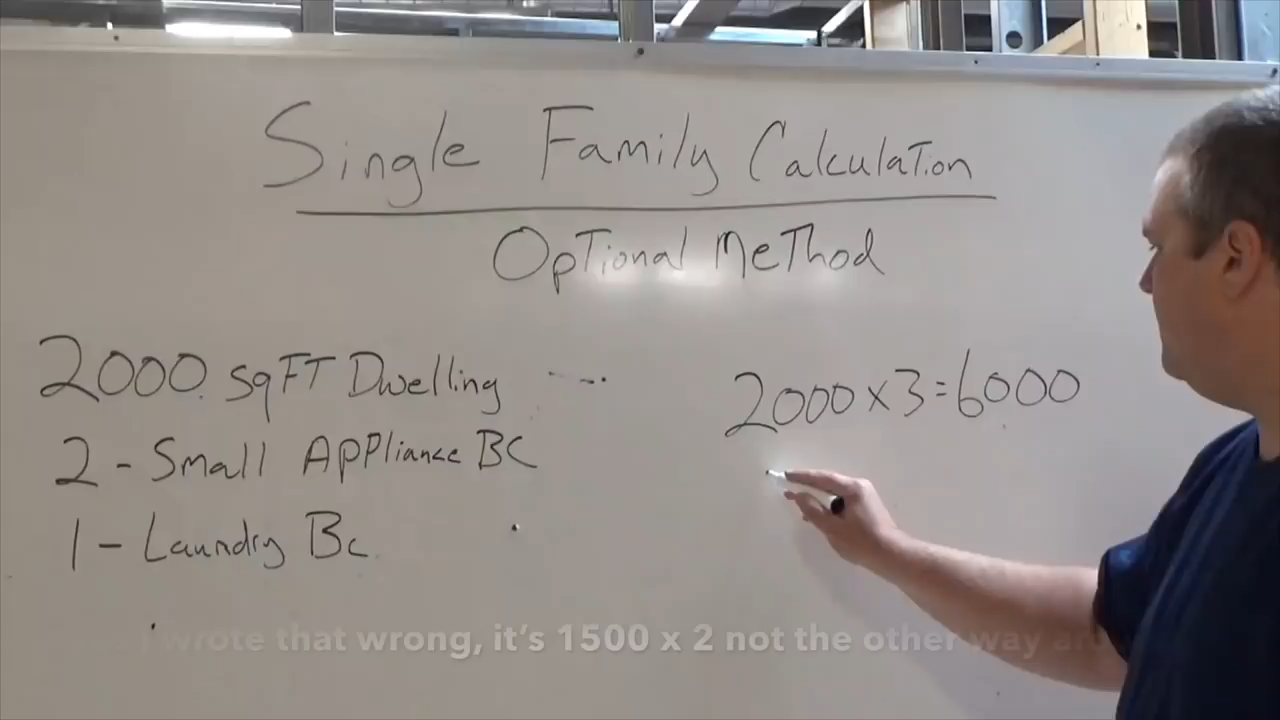 Single Family Calculation
Optional Method
2000 sqFT Dwelling
2000 x 3 = 6000
2 - Small Appliance BC
1 - Laundry Bc
wrote that wrong, it's 1500 x 2 not the other way